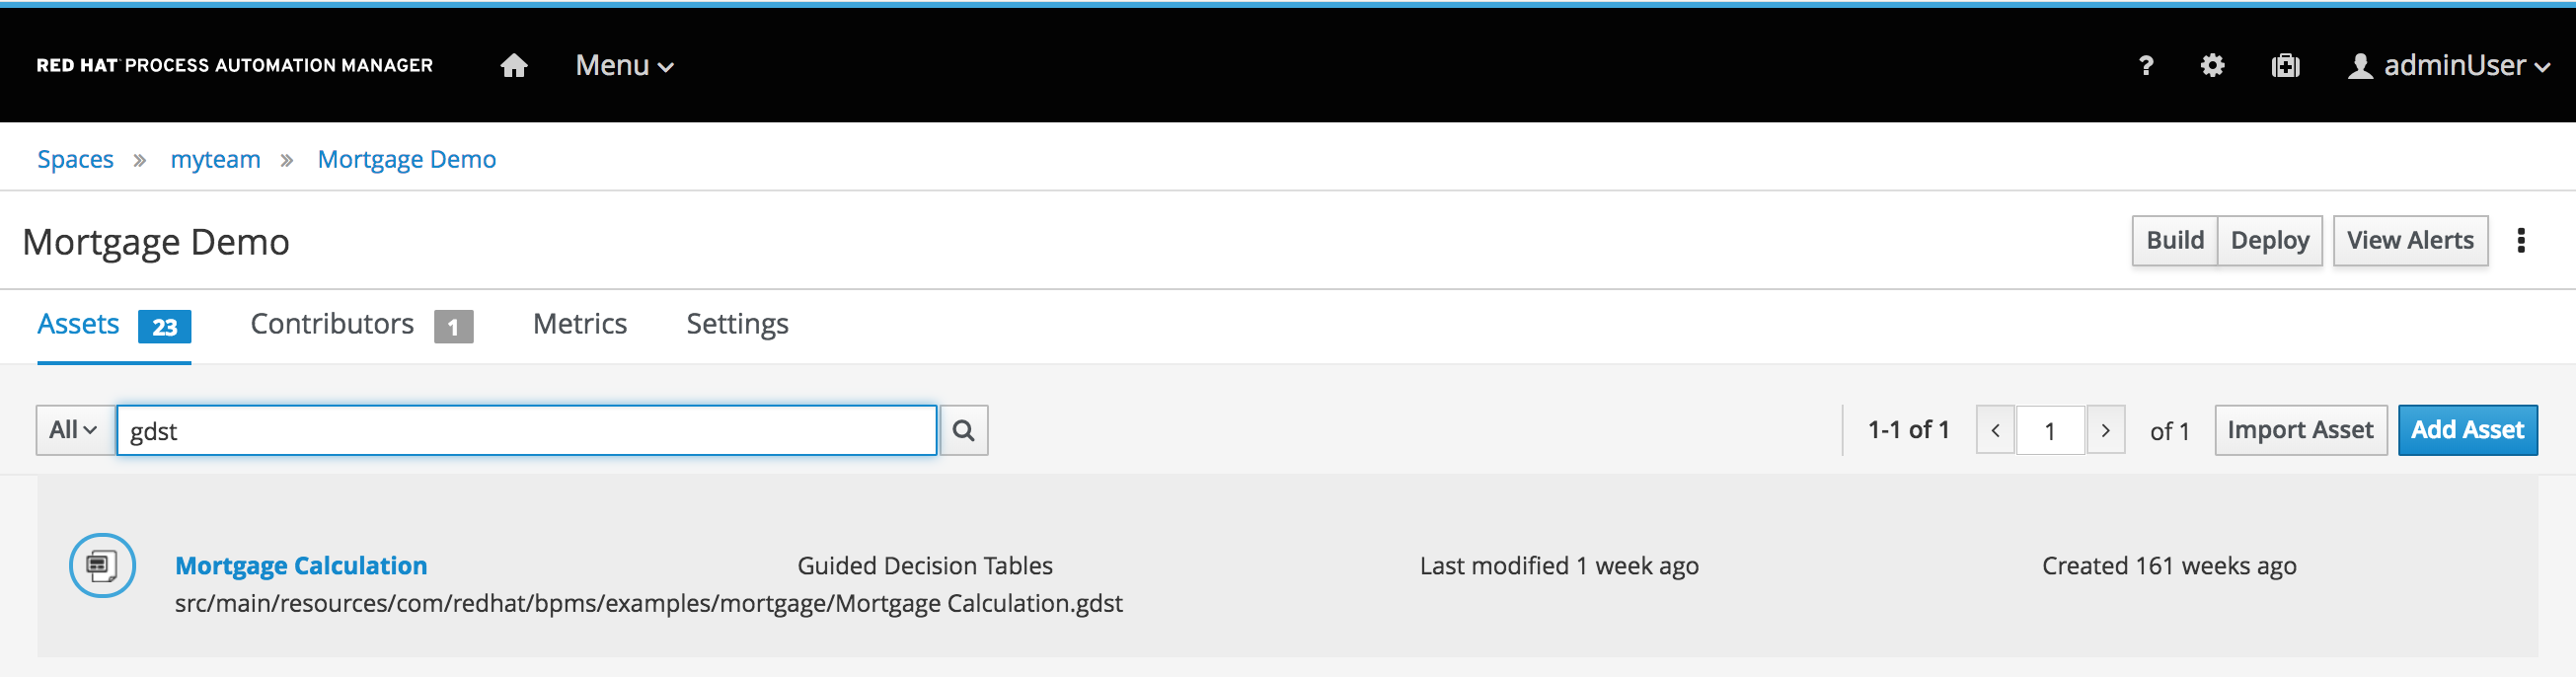 RED HAT PROCESS AUTOMATION MANAGER Menu ? adminUser
Spaces » myteam » Mortgage Demo
Mortgage Demo Build Deploy View Alerts
Assets 23 Contributors 1 Metrics Settings
All gdst 1-1 of 1 < 1 > of 1 Import Asset Add Asset
Mortgage Calculation Guided Decision Tables Last modified 1 week ago Created 161 weeks ago
src/main/resources/com/redhat/bpms/examples/mortgage/Mortgage Calculation.gdst